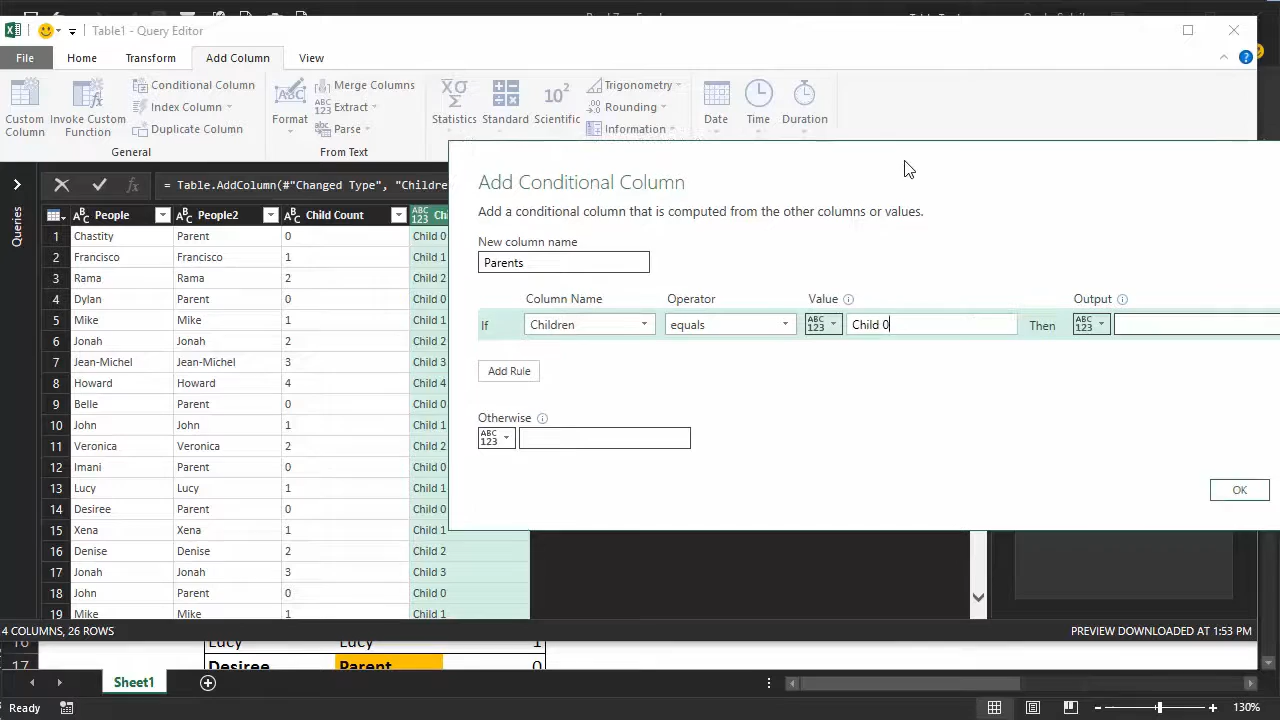 Table1 - Query Editor
File Home Transform Add Column View
Custom Column
Invoke Custom Function
Conditional Column
Index Column
Duplicate Column
General
Format
Merge Columns
Extract
Parse
From Text
Statistics
Standard
Scientific
Trigonometry
Rounding
Information
Date
Time
Duration
Queries
= Table.AddColumn(#"Changed Type", "Childre
People People2 Child Count
1 Chastity Parent 0 Child 0
2 Francisco Francisco 1 Child 1
3 Rama Rama 2 Child 2
4 Dylan Parent 0 Child 0
5 Mike Mike 1 Child 1
6 Jonah Jonah 2 Child 2
7 Jean-Michel Jean-Michel 3 Child 3
8 Howard Howard 4 Child 4
9 Belle Parent 0 Child 0
10 John John 1 Child 1
11 Veronica Veronica 2 Child 2
12 Imani Parent 0 Child 0
13 Lucy Lucy 1 Child 1
14 Desiree Parent 0 Child 0
15 Xena Xena 1 Child 1
16 Denise Denise 2 Child 2
17 Jonah Jonah 3 Child 3
18 John Parent 0 Child 0
19 Mike Mike 1 Child 1
Add Conditional Column
Add a conditional column that is computed from the other columns or values.
New column name
Parents
Column Name Operator Value Output
If Children equals ABC 123 Child 0 Then ABC 123
Add Rule
Otherwise
ABC 123
OK
4 COLUMNS, 26 ROWS PREVIEW DOWNLOADED AT 1:53 PM
16 Lucy Lucy 1
17 Desiree Parent 0
Sheet1
Ready 130%